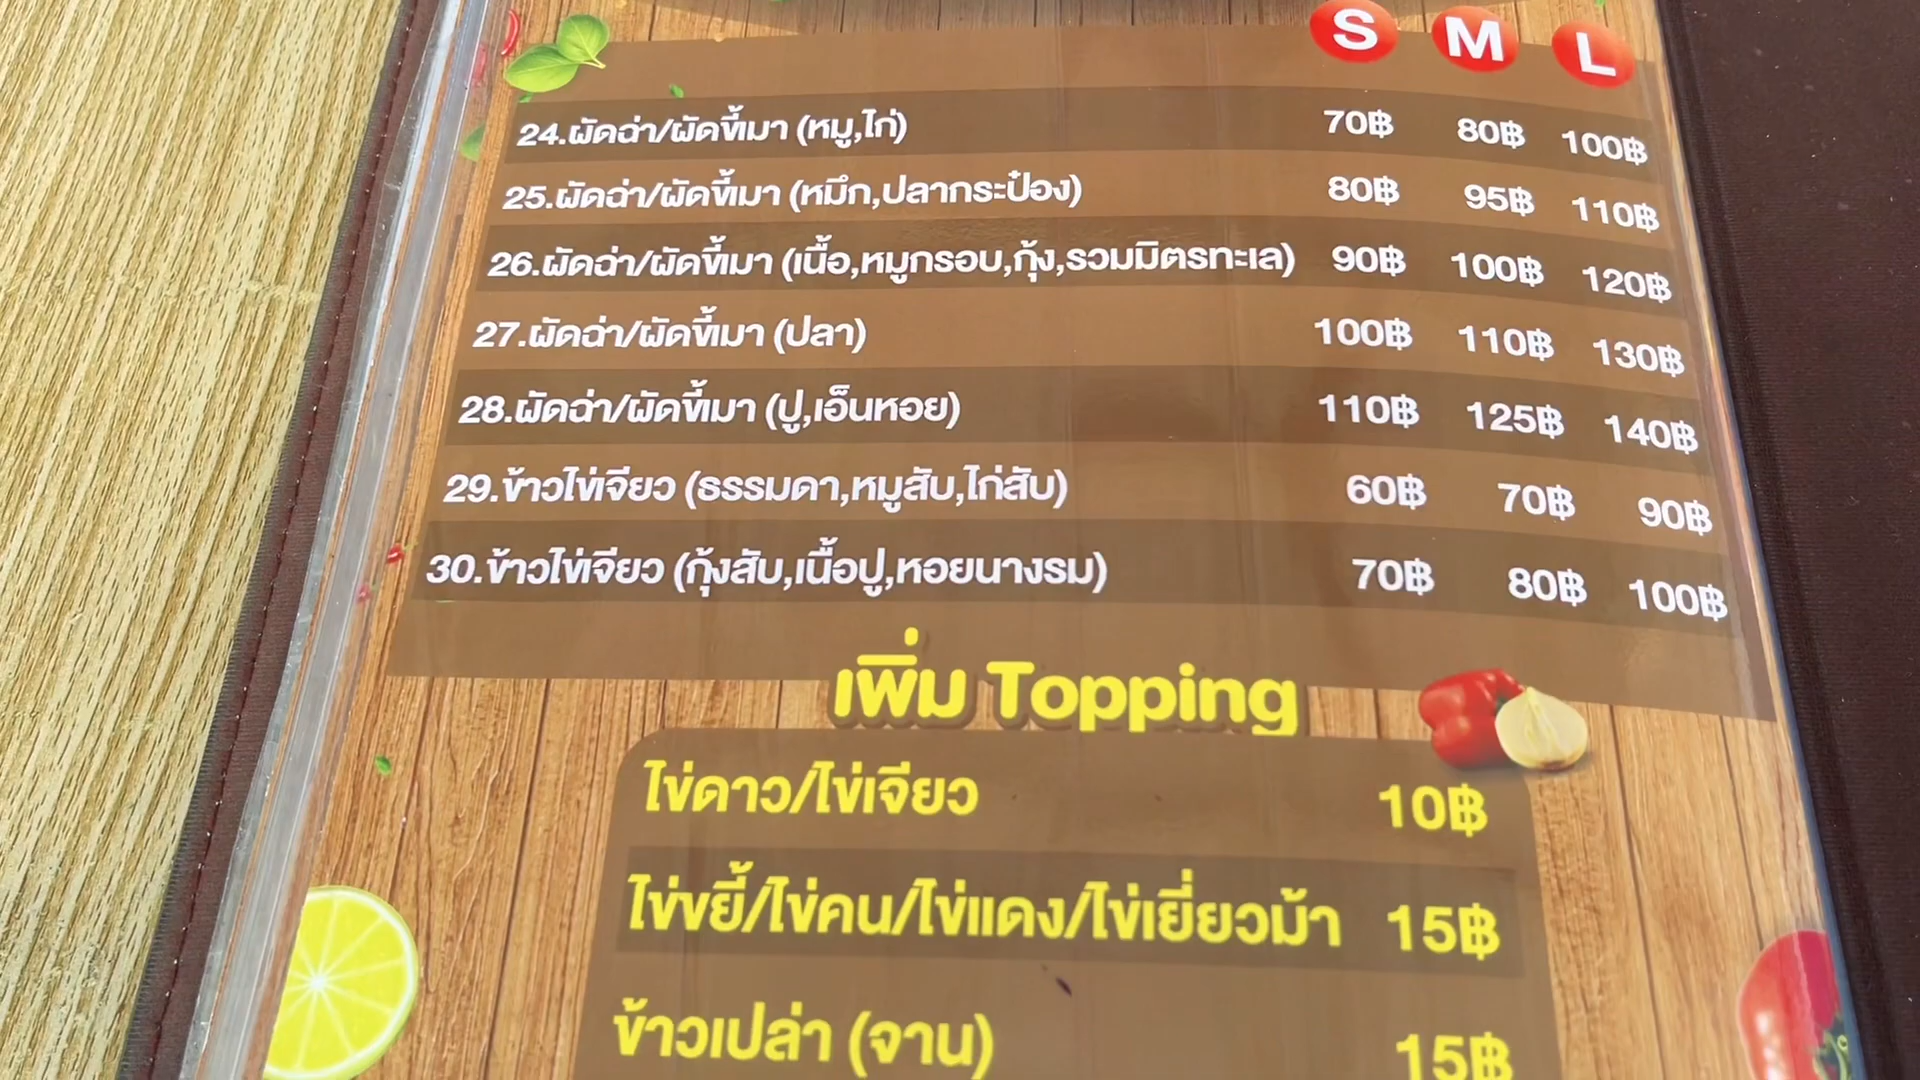 S M L
24.ผัดฉ่า/ผัดขี้เมา (หมู,ไก่) 70฿ 80฿ 100฿
25.ผัดฉ่า/ผัดขี้เมา (หมึก,ปลากระป๋อง) 80฿ 95฿ 110฿
26.ผัดฉ่า/ผัดขี้เมา (เนื้อ,หมูกรอบ,กุ้ง,รวมมิตรทะเล) 90฿ 100฿ 120฿
27.ผัดฉ่า/ผัดขี้เมา (ปลา) 100฿ 110฿ 130฿
28.ผัดฉ่า/ผัดขี้เมา (ปู,เอ็นหอย) 110฿ 125฿ 140฿
29.ข้าวไข่เจียว (ธรรมดา,หมูสับ,ไก่สับ) 60฿ 70฿ 90฿
30.ข้าวไข่เจียว (กุ้งสับ,เนื้อปู,หอยนางรม) 70฿ 80฿ 100฿
เพิ่ม Topping
ไข่ดาว/ไข่เจียว 10฿
ไข่ขยี้/ไข่คน/ไข่แดง/ไข่เยี่ยวม้า 15฿
ข้าวเปล่า (จาน) 15฿